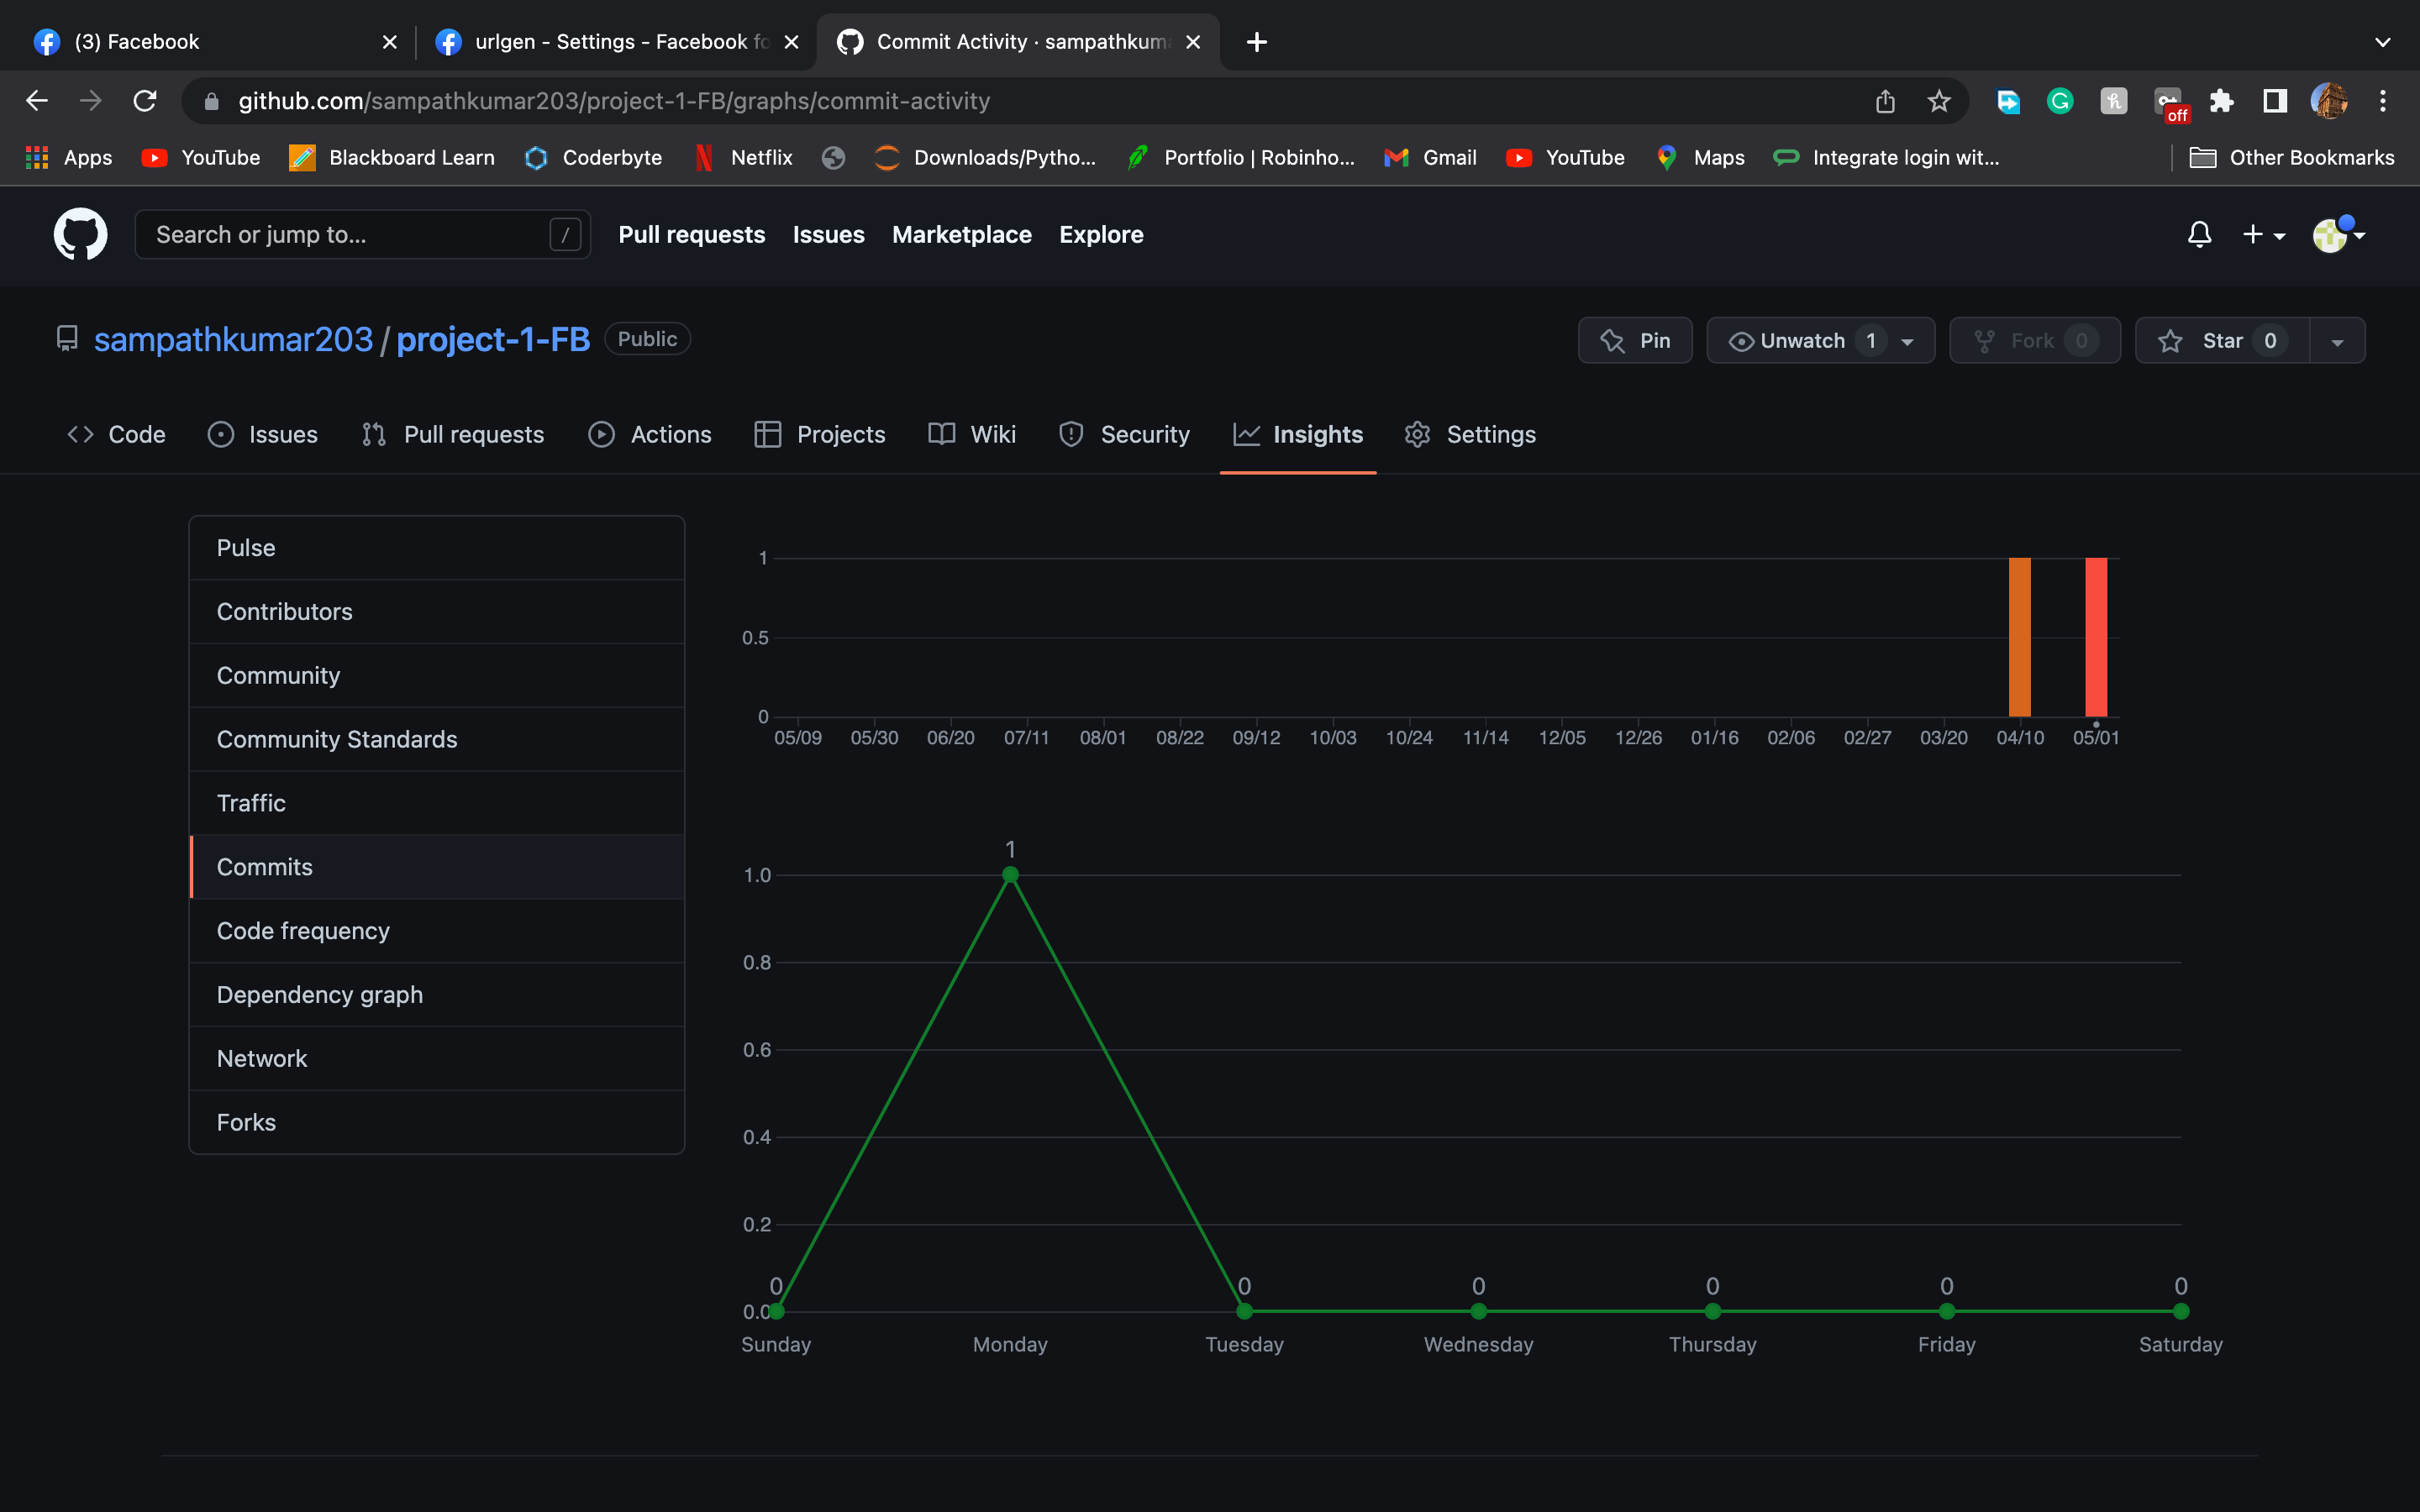 (3) Facebook
urlgen - Settings - Facebook fo
Commit Activity · sampathkuma
github.com/sampathkumar203/project-1-FB/graphs/commit-activity
off
Apps YouTube Blackboard Learn Coderbyte Netflix Downloads/Pytho... Portfolio | Robinho... Gmail YouTube Maps Integrate login wit... Other Bookmarks
Search or jump to... / Pull requests Issues Marketplace Explore
sampathkumar203 / project-1-FB Public Pin Unwatch 1 Fork 0 Star 0
Code Issues Pull requests Actions Projects Wiki Security Insights Settings
Pulse
Contributors
Community
Community Standards
Traffic
Commits
Code frequency
Dependency graph
Network
Forks
1
0.5
0
05/09 05/30 06/20 07/11 08/01 08/22 09/12 10/03 10/24 11/14 12/05 12/26 01/16 02/06 02/27 03/20 04/10 05/01
1
1.0
0.8
0.6
0.4
0.2
0 0 0 0 0 0
0.0
Sunday Monday Tuesday Wednesday Thursday Friday Saturday